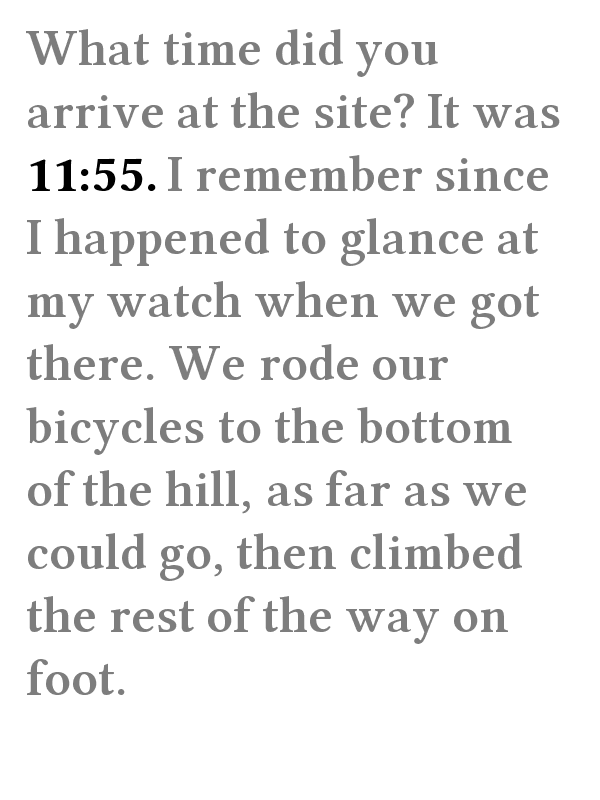 What time did you
arrive at the site? It was
11:55. I remember since
I happened to glance at
my watch when we got
there. We rode our
bicycles to the bottom
of the hill, as far as we
could go, then climbed
the rest of the way on
foot.